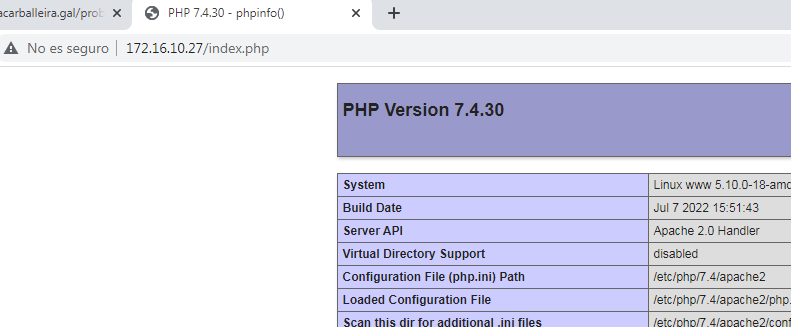 acarballeira.gal/prob
PHP 7.4.30 - phpinfo()
No es seguro
172.16.10.27/index.php
PHP Version 7.4.30
System Linux www 5.10.0-18-amd
Build Date Jul 7 2022 15:51:43
Server API Apache 2.0 Handler
Virtual Directory Support disabled
Configuration File (php.ini) Path /etc/php/7.4/apache2
Loaded Configuration File /etc/php/7.4/apache2/php.
Scan this dir for additional .ini files /etc/php/7.4/apache2/conf